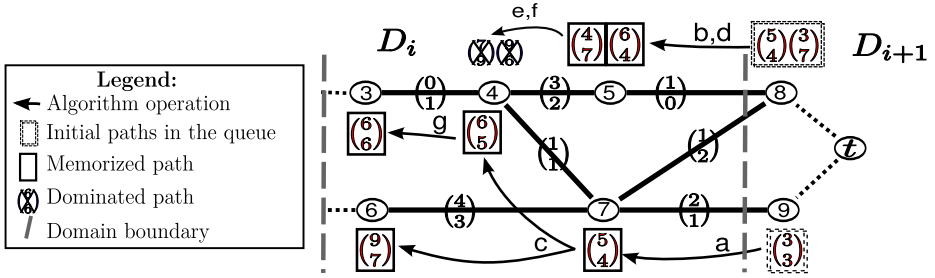 e,f
b,d
D_i
D_{i+1}
(7 9) (9 6)
(4 7) (6 4)
(5 4) (3 7)
Legend:
Algorithm operation
Initial paths in the queue
Memorized path
Dominated path
Domain boundary
3 (0 1) 4 (3 2) 5 (1 0) 8
(6 6) g (6 5)
(1 1) (1 2) t
6 (4 3) 7 (2 1) 9
(9 7) c (5 4) a (3 3)